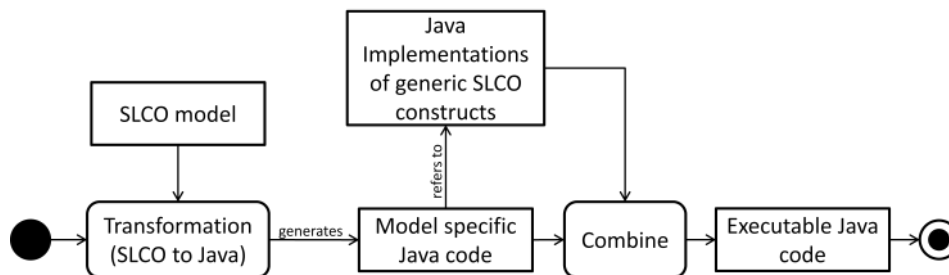 Java
Implementations
of generic SLCO
constructs
SLCO model
refers to
Transformation
(SLCO to Java)
generates
Model specific
Java code
Combine
Executable Java
code